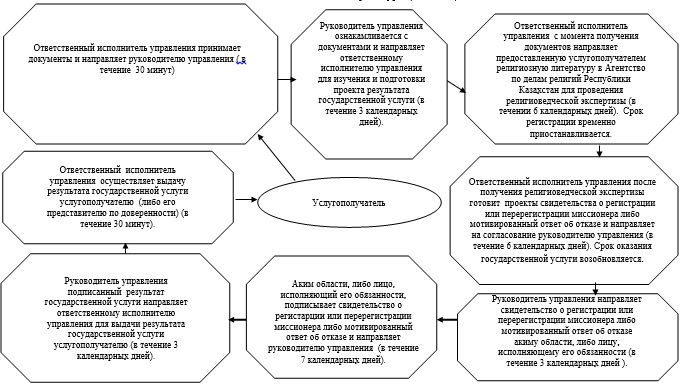 Ответственный исполнитель управления принимает
документы и направляет руководителю управления ( в
течение 30 минут)
Руководитель управления
ознакамливается с
документами и направляет
ответственному
исполнителю управления
для изучения и подготовки
проекта результата
государственной услуги (в
течение 3 календарных
дней).
Ответственный исполнитель
управления с момента получения
документов направляет
предоставленную услугополучателем
религиозную литературу в Агентство
по делам религий Республики
Казахстан для проведения
религиоведческой экспертизы (в
течении 6 календарных дней). Срок
регистрации временно
приостанавливается.
Ответственный исполнитель
управления осуществляет выдачу
результата государственной услуги
услугополучателю (либо его
представителю по доверенности) (в
течение 30 минут).
Услугополучатель
Ответственный исполнитель управления после
получения религиоведческой экспертизы
готовит проекты свидетельства о регистрации
или перерегистрации миссионера либо
мотивированный ответ об отказе и направляет
на согласование руководителю управления (в
течение 6 календарных дней). Срок оказания
государственной услуги возобновляется.
Руководитель управления
подписанный результат
государственной услуги направляет
ответственному исполнителю
управления для выдачи результата
государственной услуги
услугополучателю (в течение 3
календарных дней).
Аким области, либо лицо,
исполняющий его обязанности,
подписывает свидетельство о
регистарции или перерегистрации
миссионера либо мотивированный
ответ об отказе и направляет
руководителю управления (в течение
7 календарных дней).
Руководитель управления направляет
свидетельство о регистрации или
перерегистрации миссионера либо
мотивированный ответ об отказе
акиму области, либо лицу,
исполняющему его обязанности (в
течение 3 календарных дней ).